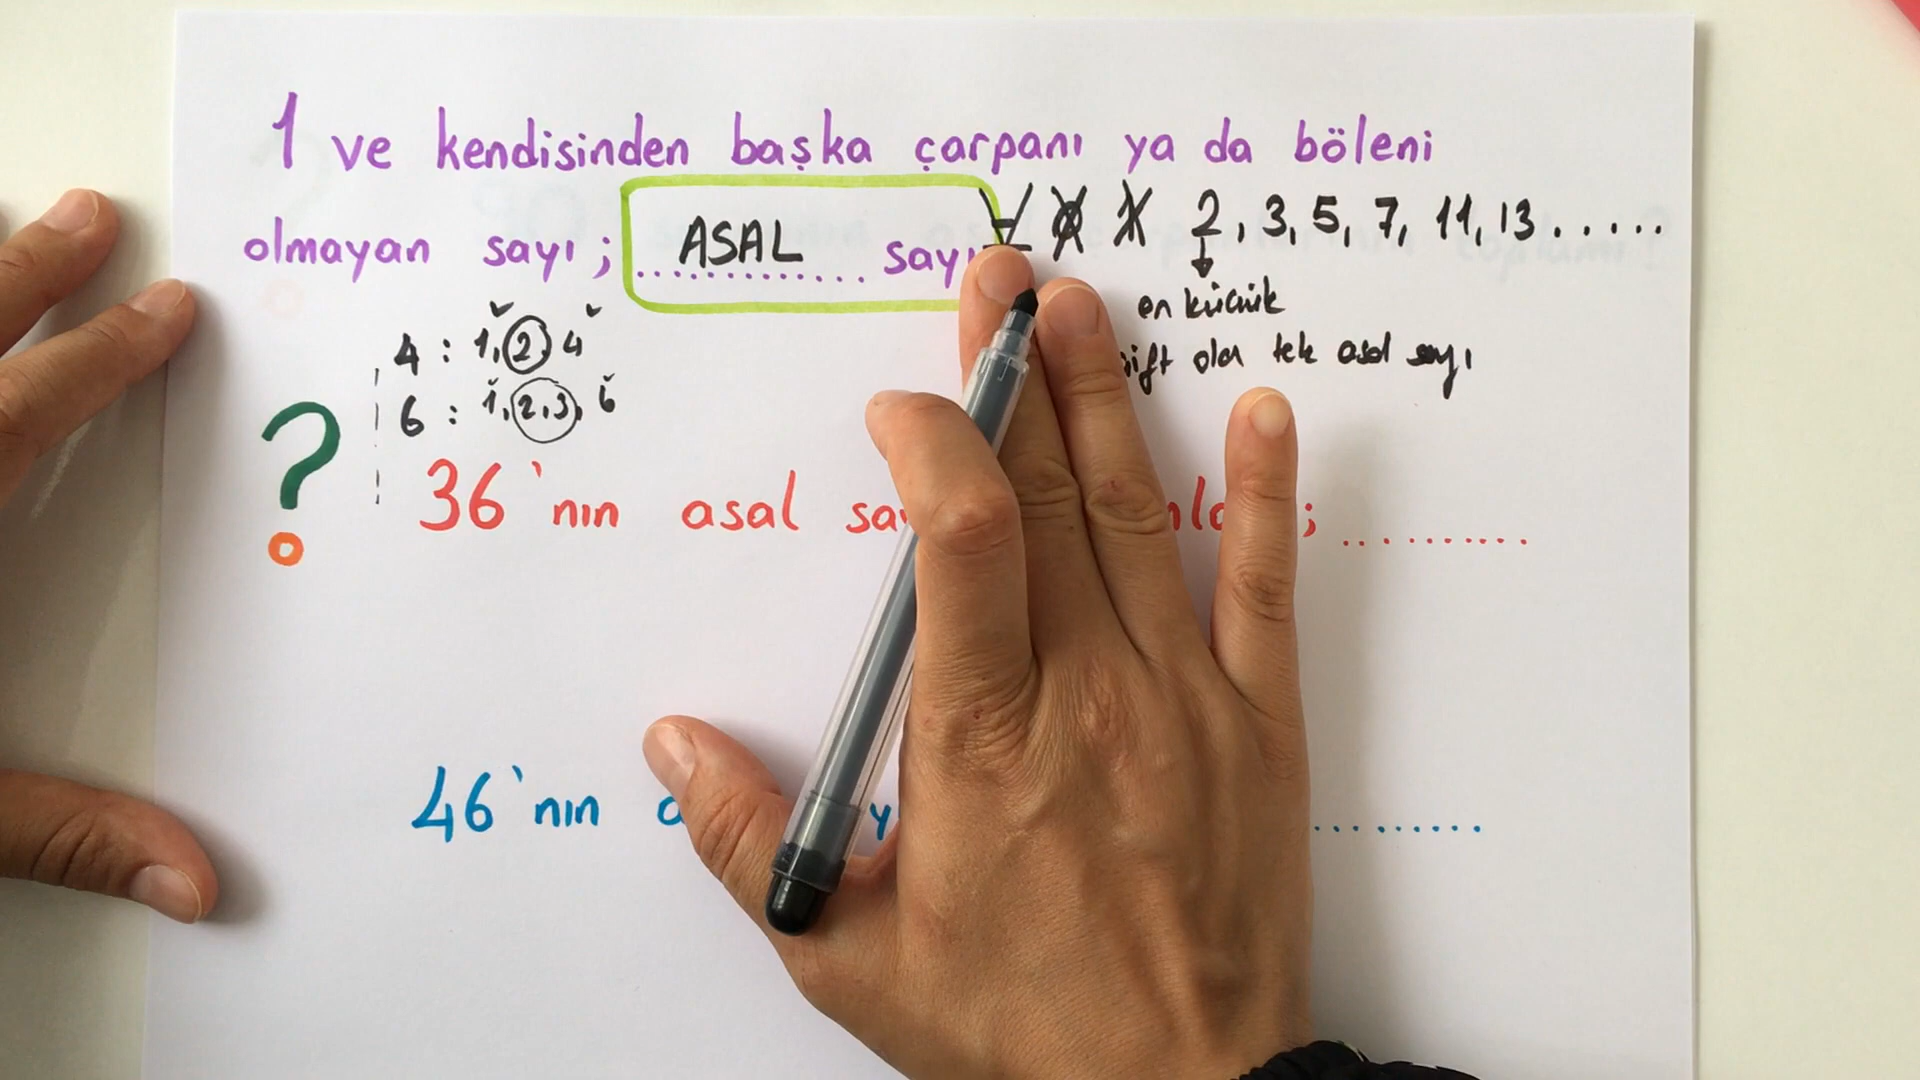 1 ve kendisinden başka çarpanı ya da böleni
olmayan sayı; ASAL sayı
2, 3, 5, 7, 11, 13.....
en küçük
çift olan tek asal sayı
4 : 1, 2, 4
6 : 1, 2, 3, 6
?
36'nın asal ; .........
46'nın .........